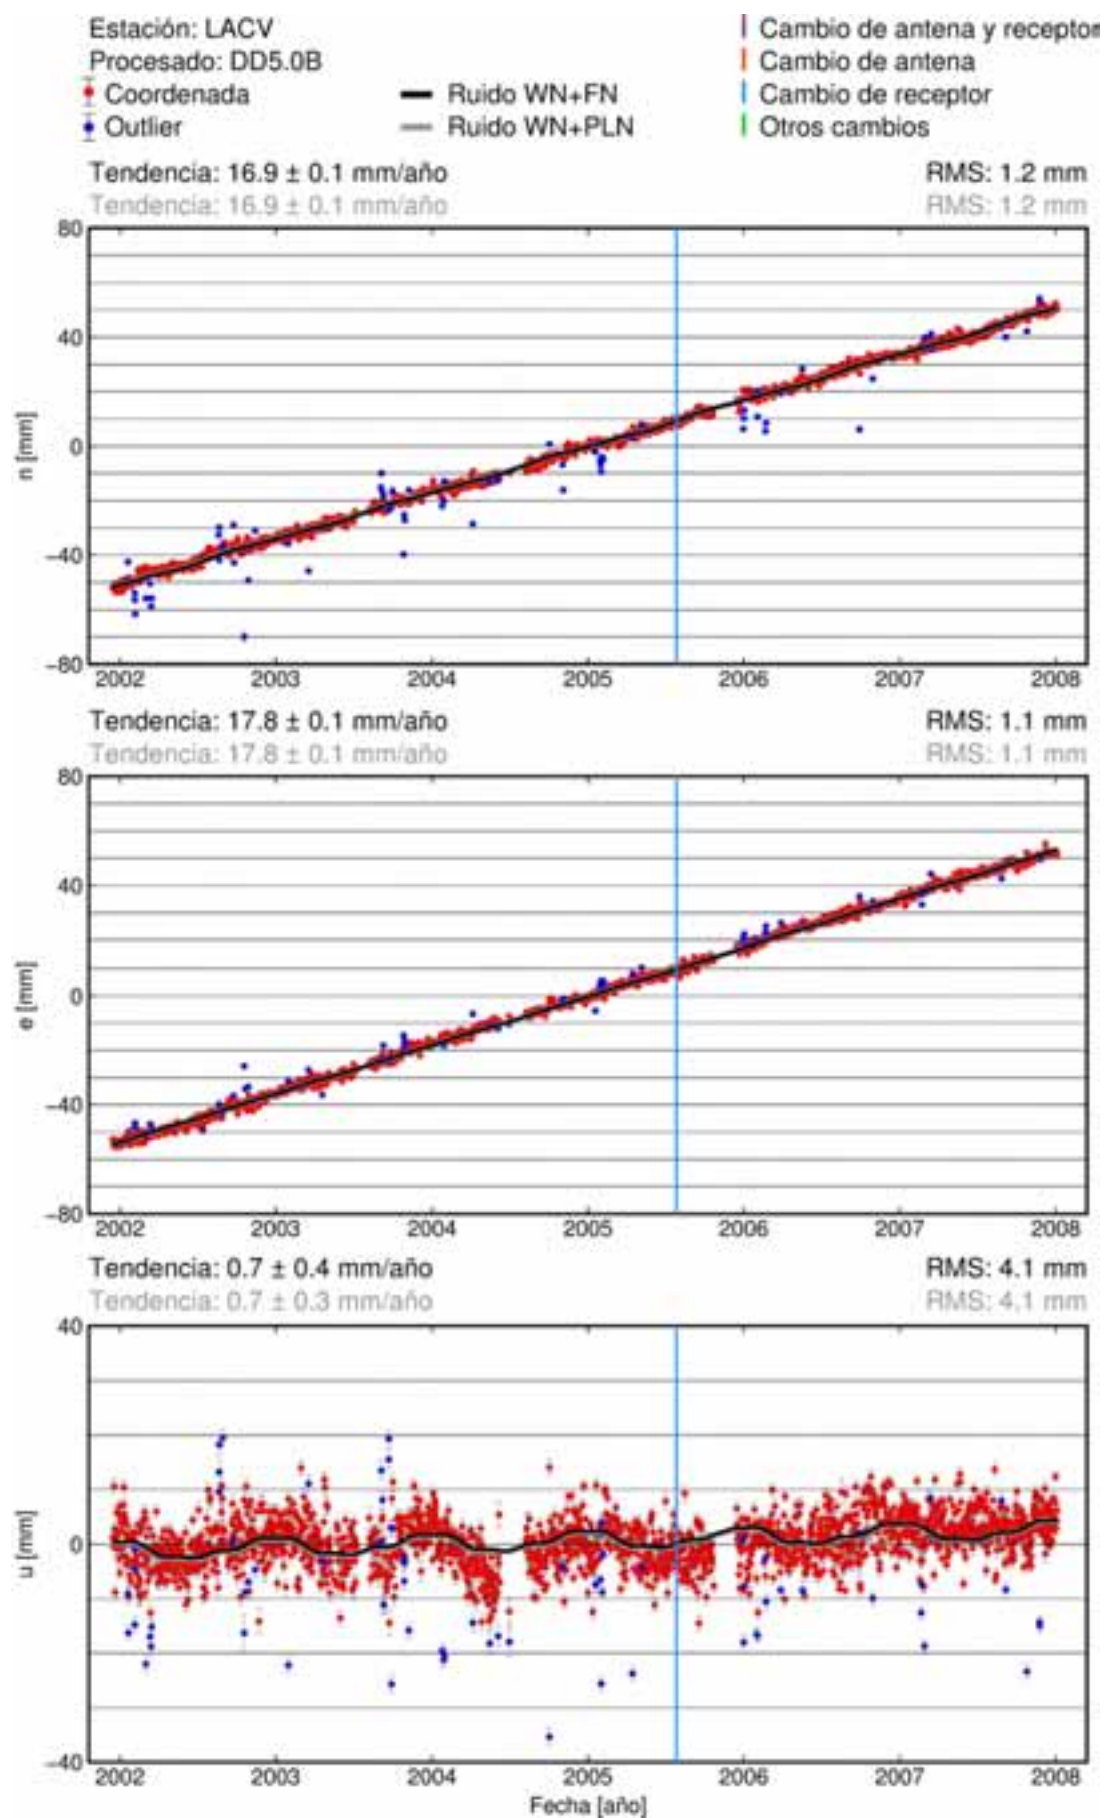 Estación: LACV
Procesado: DD5.0B
Coordenada
Outlier
Ruido WN+FN
Ruido WN+PLN
Cambio de antena y receptor
Cambio de antena
Cambio de receptor
Otros cambios
Tendencia: 16.9 ± 0.1 mm/año RMS: 1.2 mm
Tendencia: 16.9 ± 0.1 mm/año RMS: 1.2 mm
80
40
0
−40
−80
n [mm]
2002 2003 2004 2005 2006 2007 2008
Tendencia: 17.8 ± 0.1 mm/año RMS: 1.1 mm
Tendencia: 17.8 ± 0.1 mm/año RMS: 1.1 mm
80
40
0
−40
−80
e [mm]
2002 2003 2004 2005 2006 2007 2008
Tendencia: 0.7 ± 0.4 mm/año RMS: 4.1 mm
Tendencia: 0.7 ± 0.3 mm/año RMS: 4.1 mm
40
0
−40
u [mm]
2002 2003 2004 2005 2006 2007 2008
Fecha [año]